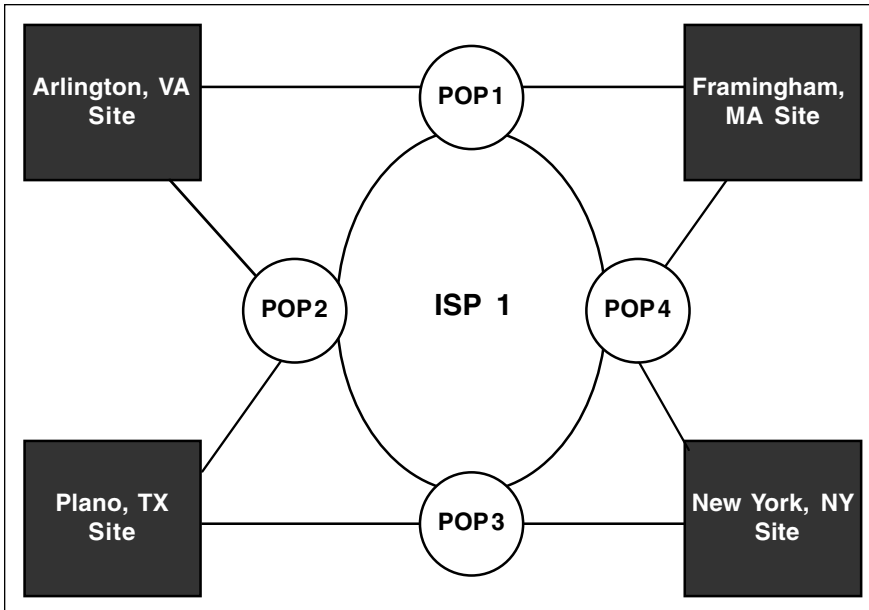 Arlington, VA
Site
POP1
Framingham,
MA Site
POP2
ISP 1
POP4
Plano, TX
Site
POP3
New York, NY
Site